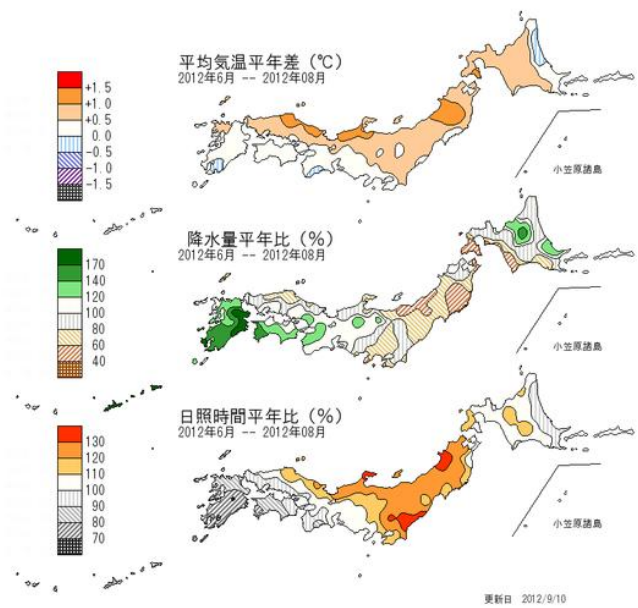 平均気温平年差（℃）
2012年6月 -- 2012年08月
+1.5
+1.0
+0.5
0.0
-0.5
-1.0
-1.5
小笠原諸島
降水量平年比（%）
2012年6月 -- 2012年08月
170
140
120
100
80
60
40
小笠原諸島
日照時間平年比（%）
2012年6月 -- 2012年08月
130
120
110
100
90
80
70
小笠原諸島
更新日 2012/9/10